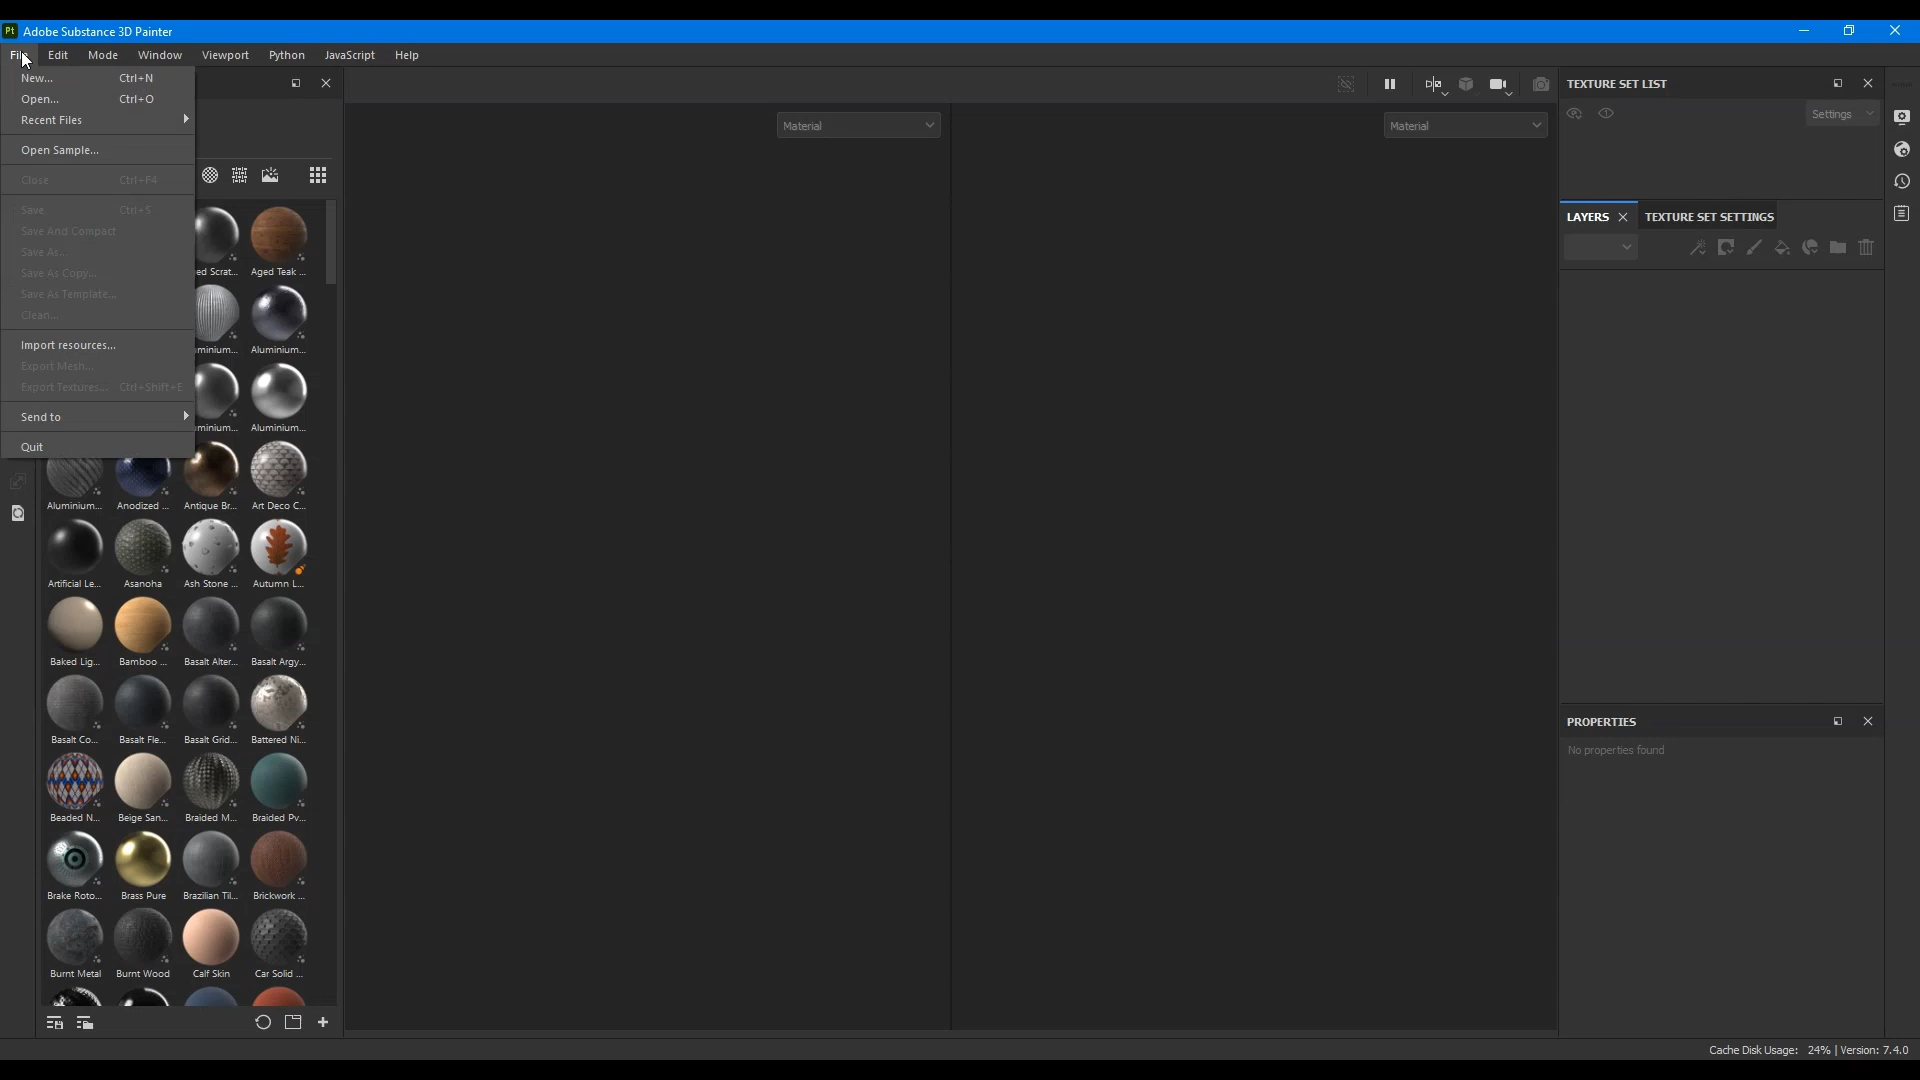 Pt Adobe Substance 3D Painter
File Edit Mode Window Viewport Python JavaScript Help
New... Ctrl+N
Open... Ctrl+O
Recent Files
Open Sample...
Close Ctrl+F4
Save Ctrl+S
Save And Compact
Save As...
Save As Copy...
Save As Template...
Clean...
Import resources...
Export Mesh...
Export Textures... Ctrl+Shift+E
Send to
Quit
ed Scrat... Aged Teak ...
minium... Aluminium...
minium... Aluminium...
Aluminium... Anodized ... Antique Br... Art Deco C...
Artificial Le... Asanoha Ash Stone ... Autumn L...
Baked Lig... Bamboo ... Basalt Alter... Basalt Argy...
Basalt Co... Basalt Fle... Basalt Grid... Battered Ni...
Beaded N... Beige San... Braided M... Braided Pv...
Brake Roto... Brass Pure Brazilian Til... Brickwork ...
Burnt Metal Burnt Wood Calf Skin Car Solid ...
Material
Material
TEXTURE SET LIST
Settings
LAYERS TEXTURE SET SETTINGS
PROPERTIES
No properties found
Cache Disk Usage: 24% | Version: 7.4.0